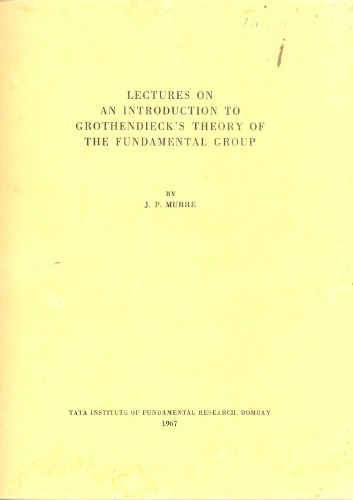 LECTURES ON
AN INTRODUCTION TO
GROTHENDIECK'S THEORY OF
THE FUNDAMENTAL GROUP
BY
J. P. MURRE
TATA INSTITUTE OF FUNDAMENTAL RESEARCH, BOMBAY
1967